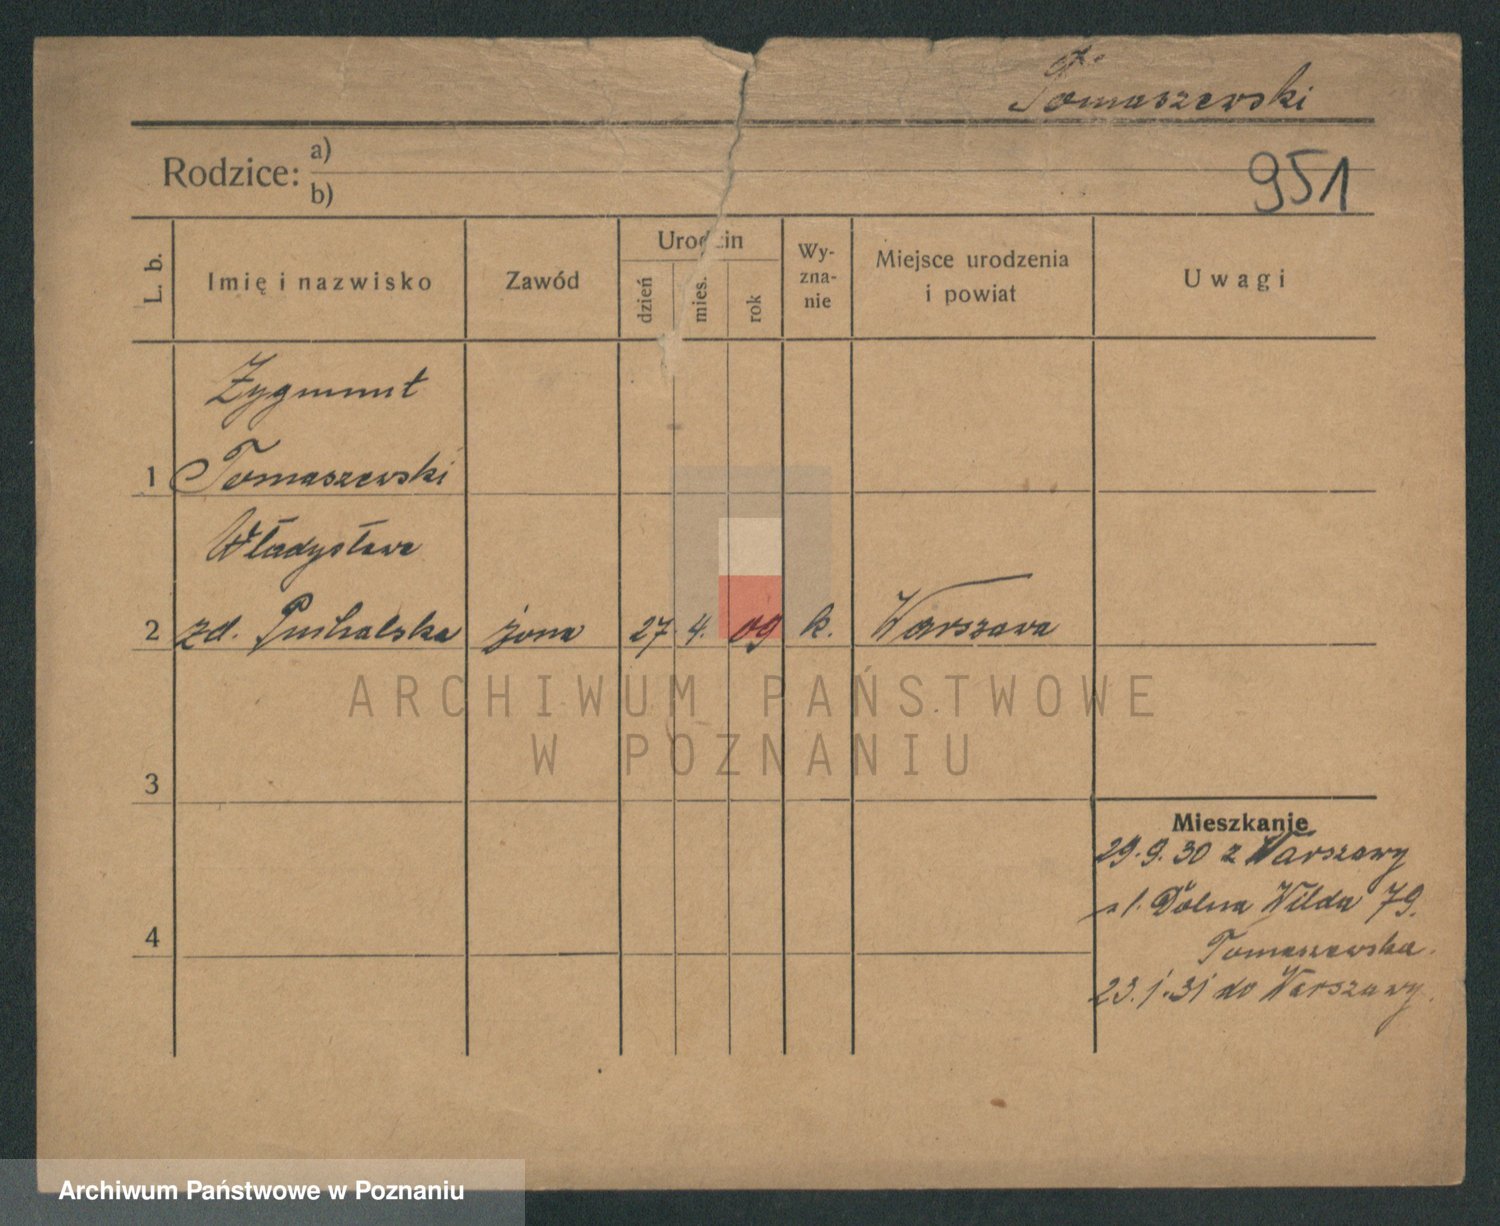 Tomaszewski
Rodzice: a)
b)
951
L. b.
Imię i nazwisko
Zawód
Urodzin
dzień
mies.
rok
Wy-
zna-
nie
Miejsce urodzenia
i powiat
Uwagi
Zygmunt
1 Tomaszewski
Władysława
2 zd. Puchalska żona 27. 4. 09 k. Warszawa
ARCHIWUM PAŃSTWOWE
W POZNANIU
3
Mieszkanie
29.9.30 z Warszawy
Dolna Wilda 79.
4
Tomaszewska.
23.1.31 do Warszawy.
Archiwum Państwowe w Poznaniu